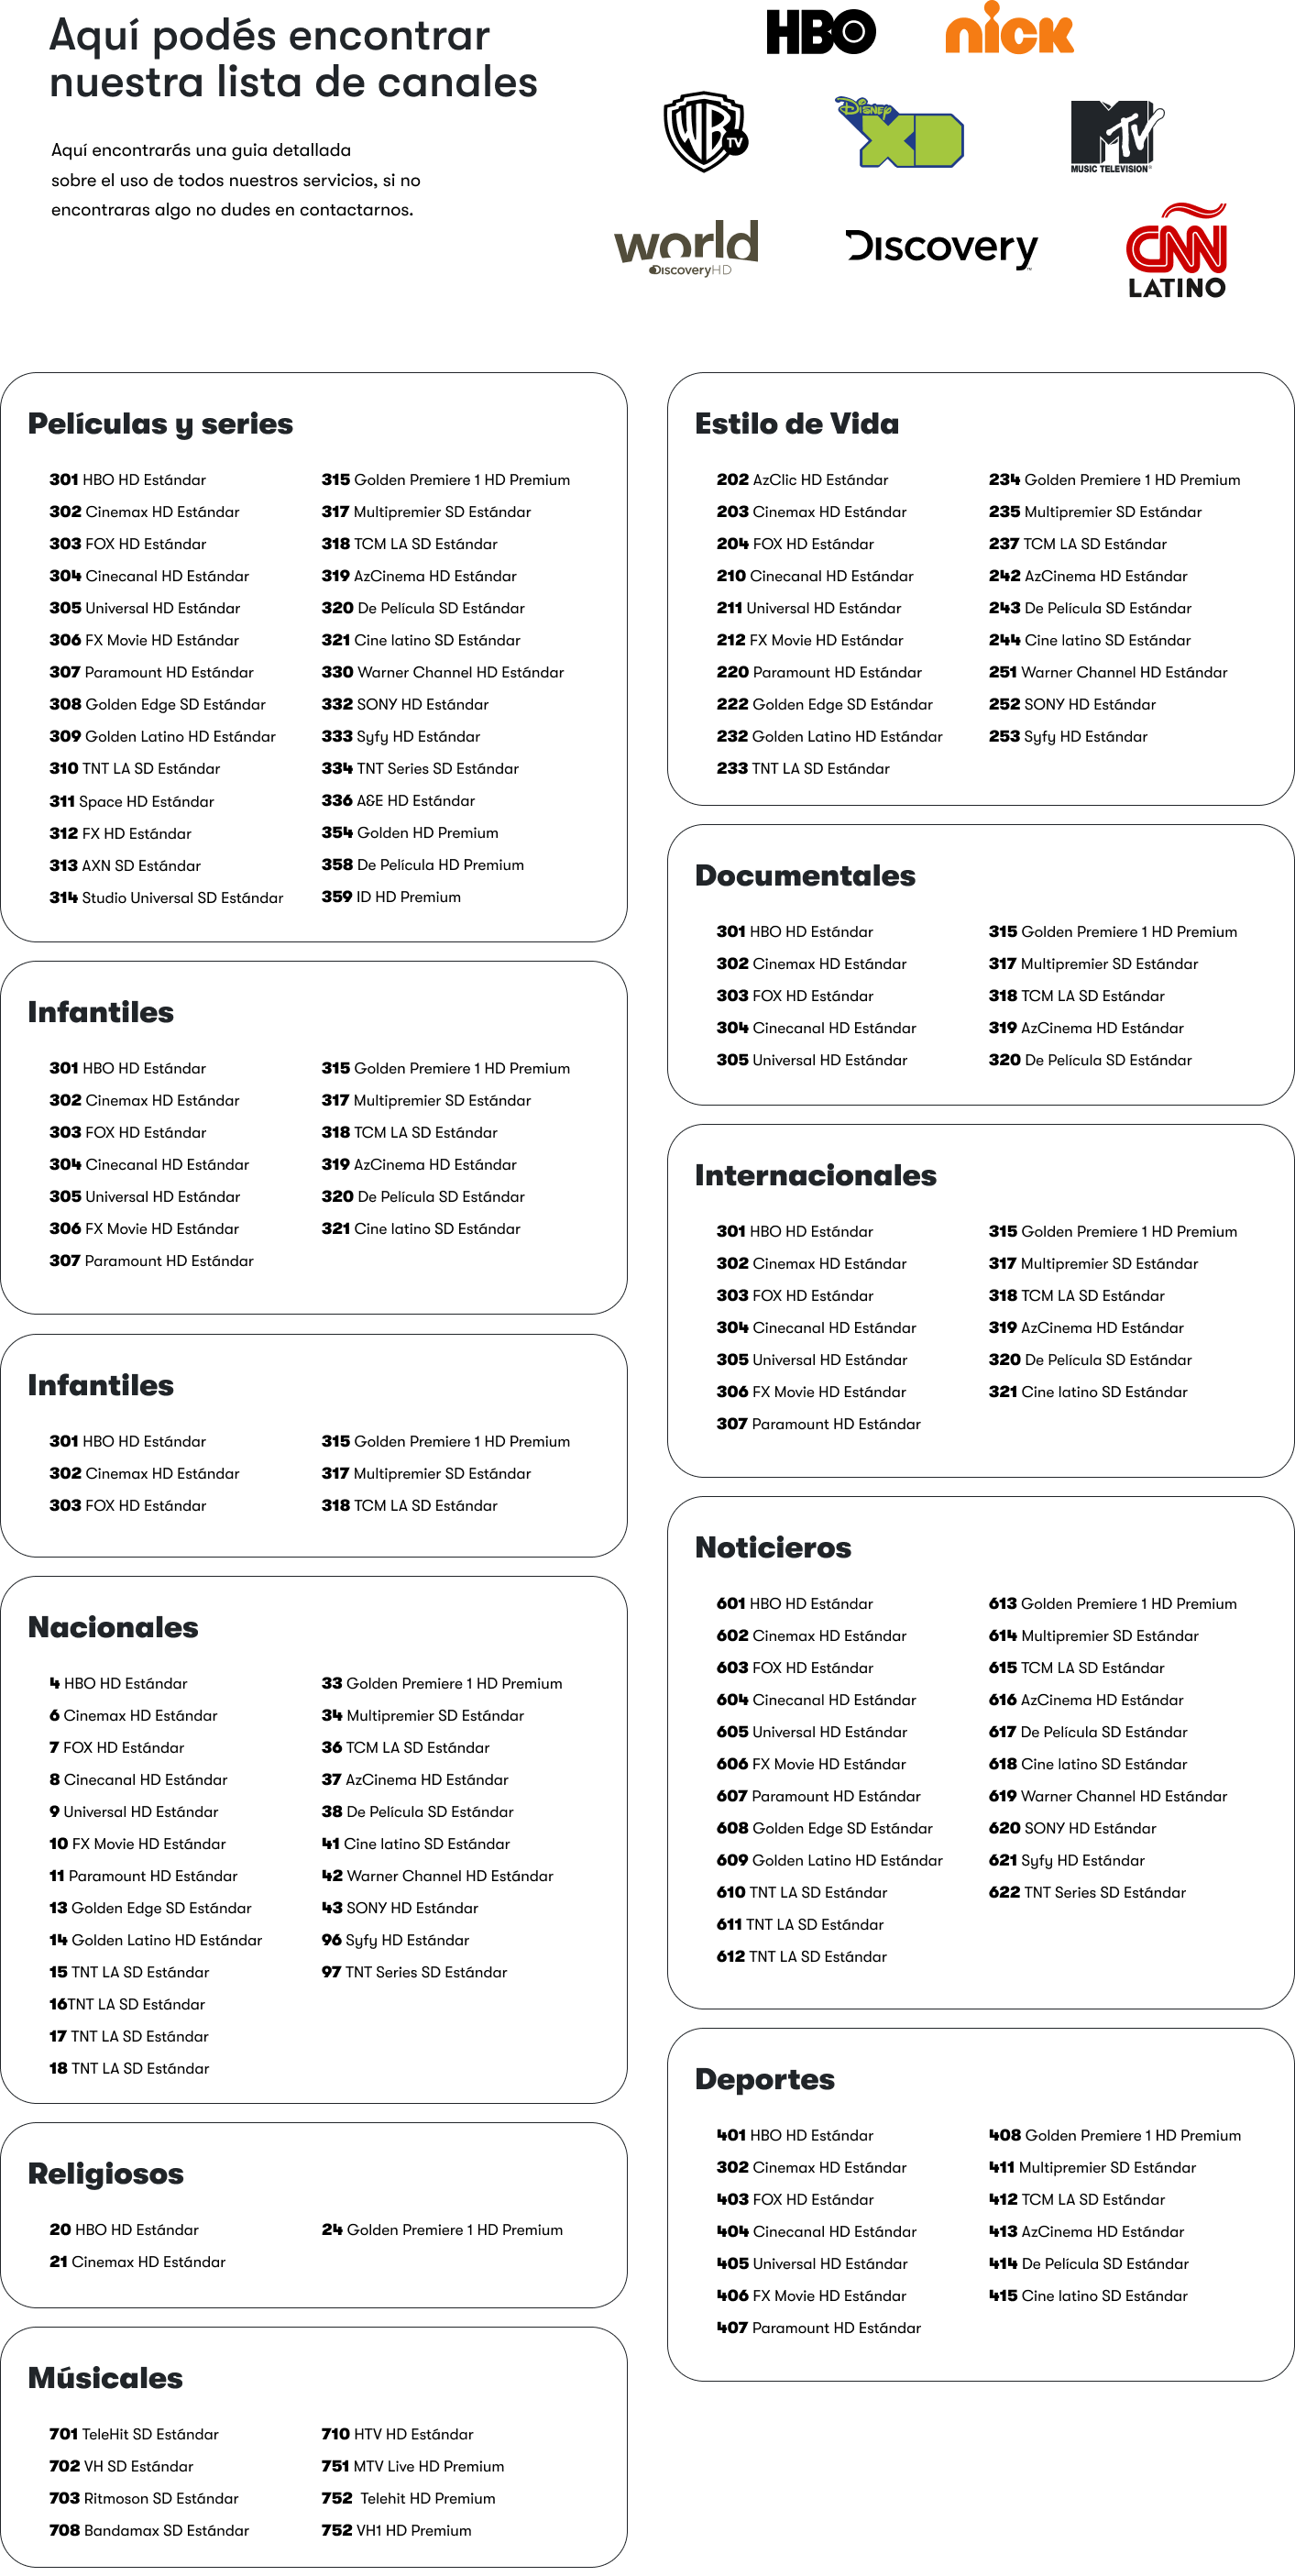 Aquí podés encontrar
nuestra lista de canales
Aquí encontrarás una guia detallada
sobre el uso de todos nuestros servicios, si no
encontraras algo no dudes en contactarnos.
HBO
nick
WB TV
DISNEY XD
MTV
MUSIC TELEVISION
world
DiscoveryHD
Discovery
CNN
LATINO
Películas y series
301 HBO HD Estándar
302 Cinemax HD Estándar
303 FOX HD Estándar
304 Cinecanal HD Estándar
305 Universal HD Estándar
306 FX Movie HD Estándar
307 Paramount HD Estándar
308 Golden Edge SD Estándar
309 Golden Latino HD Estándar
310 TNT LA SD Estándar
311 Space HD Estándar
312 FX HD Estándar
313 AXN SD Estándar
314 Studio Universal SD Estándar
315 Golden Premiere 1 HD Premium
317 Multipremier SD Estándar
318 TCM LA SD Estándar
319 AzCinema HD Estándar
320 De Película SD Estándar
321 Cine latino SD Estándar
330 Warner Channel HD Estándar
332 SONY HD Estándar
333 Syfy HD Estándar
334 TNT Series SD Estándar
336 A&E HD Estándar
354 Golden HD Premium
358 De Película HD Premium
359 ID HD Premium
Infantiles
301 HBO HD Estándar
302 Cinemax HD Estándar
303 FOX HD Estándar
304 Cinecanal HD Estándar
305 Universal HD Estándar
306 FX Movie HD Estándar
307 Paramount HD Estándar
315 Golden Premiere 1 HD Premium
317 Multipremier SD Estándar
318 TCM LA SD Estándar
319 AzCinema HD Estándar
320 De Película SD Estándar
321 Cine latino SD Estándar
Infantiles
301 HBO HD Estándar
302 Cinemax HD Estándar
303 FOX HD Estándar
315 Golden Premiere 1 HD Premium
317 Multipremier SD Estándar
318 TCM LA SD Estándar
Nacionales
4 HBO HD Estándar
6 Cinemax HD Estándar
7 FOX HD Estándar
8 Cinecanal HD Estándar
9 Universal HD Estándar
10 FX Movie HD Estándar
11 Paramount HD Estándar
13 Golden Edge SD Estándar
14 Golden Latino HD Estándar
15 TNT LA SD Estándar
16TNT LA SD Estándar
17 TNT LA SD Estándar
18 TNT LA SD Estándar
33 Golden Premiere 1 HD Premium
34 Multipremier SD Estándar
36 TCM LA SD Estándar
37 AzCinema HD Estándar
38 De Película SD Estándar
41 Cine latino SD Estándar
42 Warner Channel HD Estándar
43 SONY HD Estándar
96 Syfy HD Estándar
97 TNT Series SD Estándar
Religiosos
20 HBO HD Estándar
21 Cinemax HD Estándar
24 Golden Premiere 1 HD Premium
Músicales
701 TeleHit SD Estándar
702 VH SD Estándar
703 Ritmoson SD Estándar
708 Bandamax SD Estándar
710 HTV HD Estándar
751 MTV Live HD Premium
752 Telehit HD Premium
752 VH1 HD Premium
Estilo de Vida
202 AzClic HD Estándar
203 Cinemax HD Estándar
204 FOX HD Estándar
210 Cinecanal HD Estándar
211 Universal HD Estándar
212 FX Movie HD Estándar
220 Paramount HD Estándar
222 Golden Edge SD Estándar
232 Golden Latino HD Estándar
233 TNT LA SD Estándar
234 Golden Premiere 1 HD Premium
235 Multipremier SD Estándar
237 TCM LA SD Estándar
242 AzCinema HD Estándar
243 De Película SD Estándar
244 Cine latino SD Estándar
251 Warner Channel HD Estándar
252 SONY HD Estándar
253 Syfy HD Estándar
Documentales
301 HBO HD Estándar
302 Cinemax HD Estándar
303 FOX HD Estándar
304 Cinecanal HD Estándar
305 Universal HD Estándar
315 Golden Premiere 1 HD Premium
317 Multipremier SD Estándar
318 TCM LA SD Estándar
319 AzCinema HD Estándar
320 De Película SD Estándar
Internacionales
301 HBO HD Estándar
302 Cinemax HD Estándar
303 FOX HD Estándar
304 Cinecanal HD Estándar
305 Universal HD Estándar
306 FX Movie HD Estándar
307 Paramount HD Estándar
315 Golden Premiere 1 HD Premium
317 Multipremier SD Estándar
318 TCM LA SD Estándar
319 AzCinema HD Estándar
320 De Película SD Estándar
321 Cine latino SD Estándar
Noticieros
601 HBO HD Estándar
602 Cinemax HD Estándar
603 FOX HD Estándar
604 Cinecanal HD Estándar
605 Universal HD Estándar
606 FX Movie HD Estándar
607 Paramount HD Estándar
608 Golden Edge SD Estándar
609 Golden Latino HD Estándar
610 TNT LA SD Estándar
611 TNT LA SD Estándar
612 TNT LA SD Estándar
613 Golden Premiere 1 HD Premium
614 Multipremier SD Estándar
615 TCM LA SD Estándar
616 AzCinema HD Estándar
617 De Película SD Estándar
618 Cine latino SD Estándar
619 Warner Channel HD Estándar
620 SONY HD Estándar
621 Syfy HD Estándar
622 TNT Series SD Estándar
Deportes
401 HBO HD Estándar
302 Cinemax HD Estándar
403 FOX HD Estándar
404 Cinecanal HD Estándar
405 Universal HD Estándar
406 FX Movie HD Estándar
407 Paramount HD Estándar
408 Golden Premiere 1 HD Premium
411 Multipremier SD Estándar
412 TCM LA SD Estándar
413 AzCinema HD Estándar
414 De Película SD Estándar
415 Cine latino SD Estándar